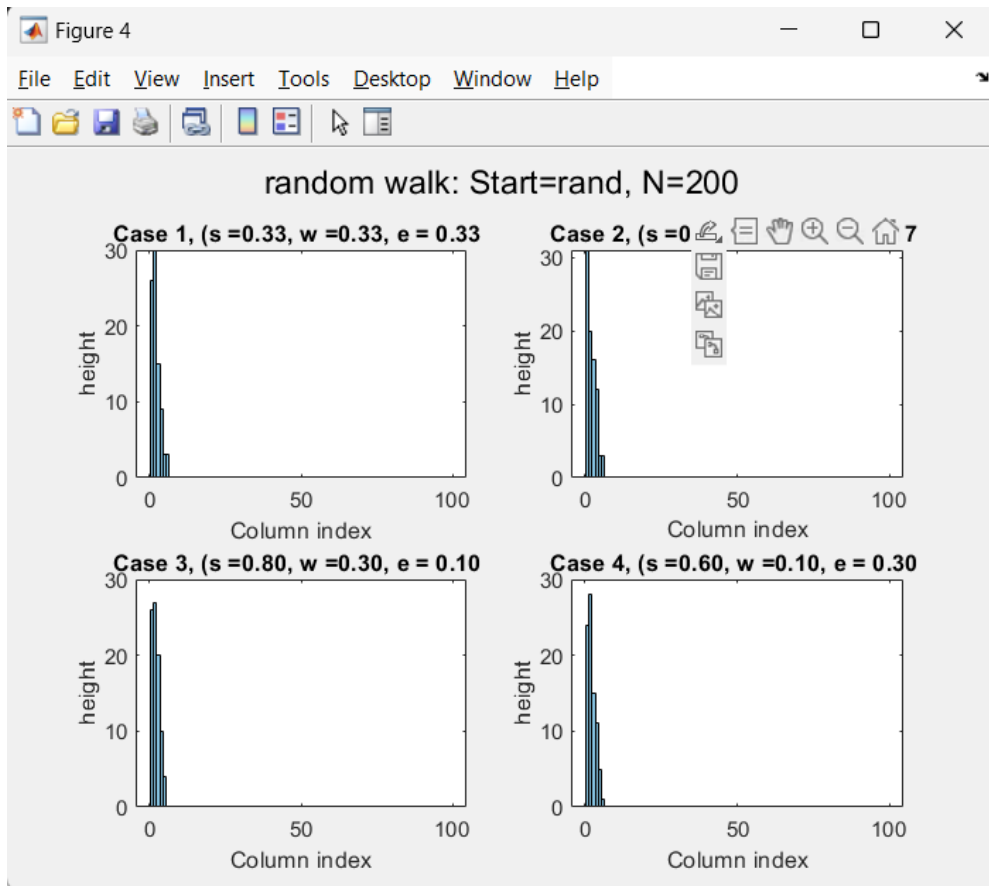 Figure 4
File Edit View Insert Tools Desktop Window Help
random walk: Start=rand, N=200
Case 1, (s =0.33, w =0.33, e = 0.33
30
20
10
0
height
0 50 100
Column index
Case 2, (s =0 7
30
20
10
0
height
0 50 100
Column index
Case 3, (s =0.80, w =0.30, e = 0.10
30
20
10
0
height
0 50 100
Column index
Case 4, (s =0.60, w =0.10, e = 0.30
30
20
10
0
height
0 50 100
Column index